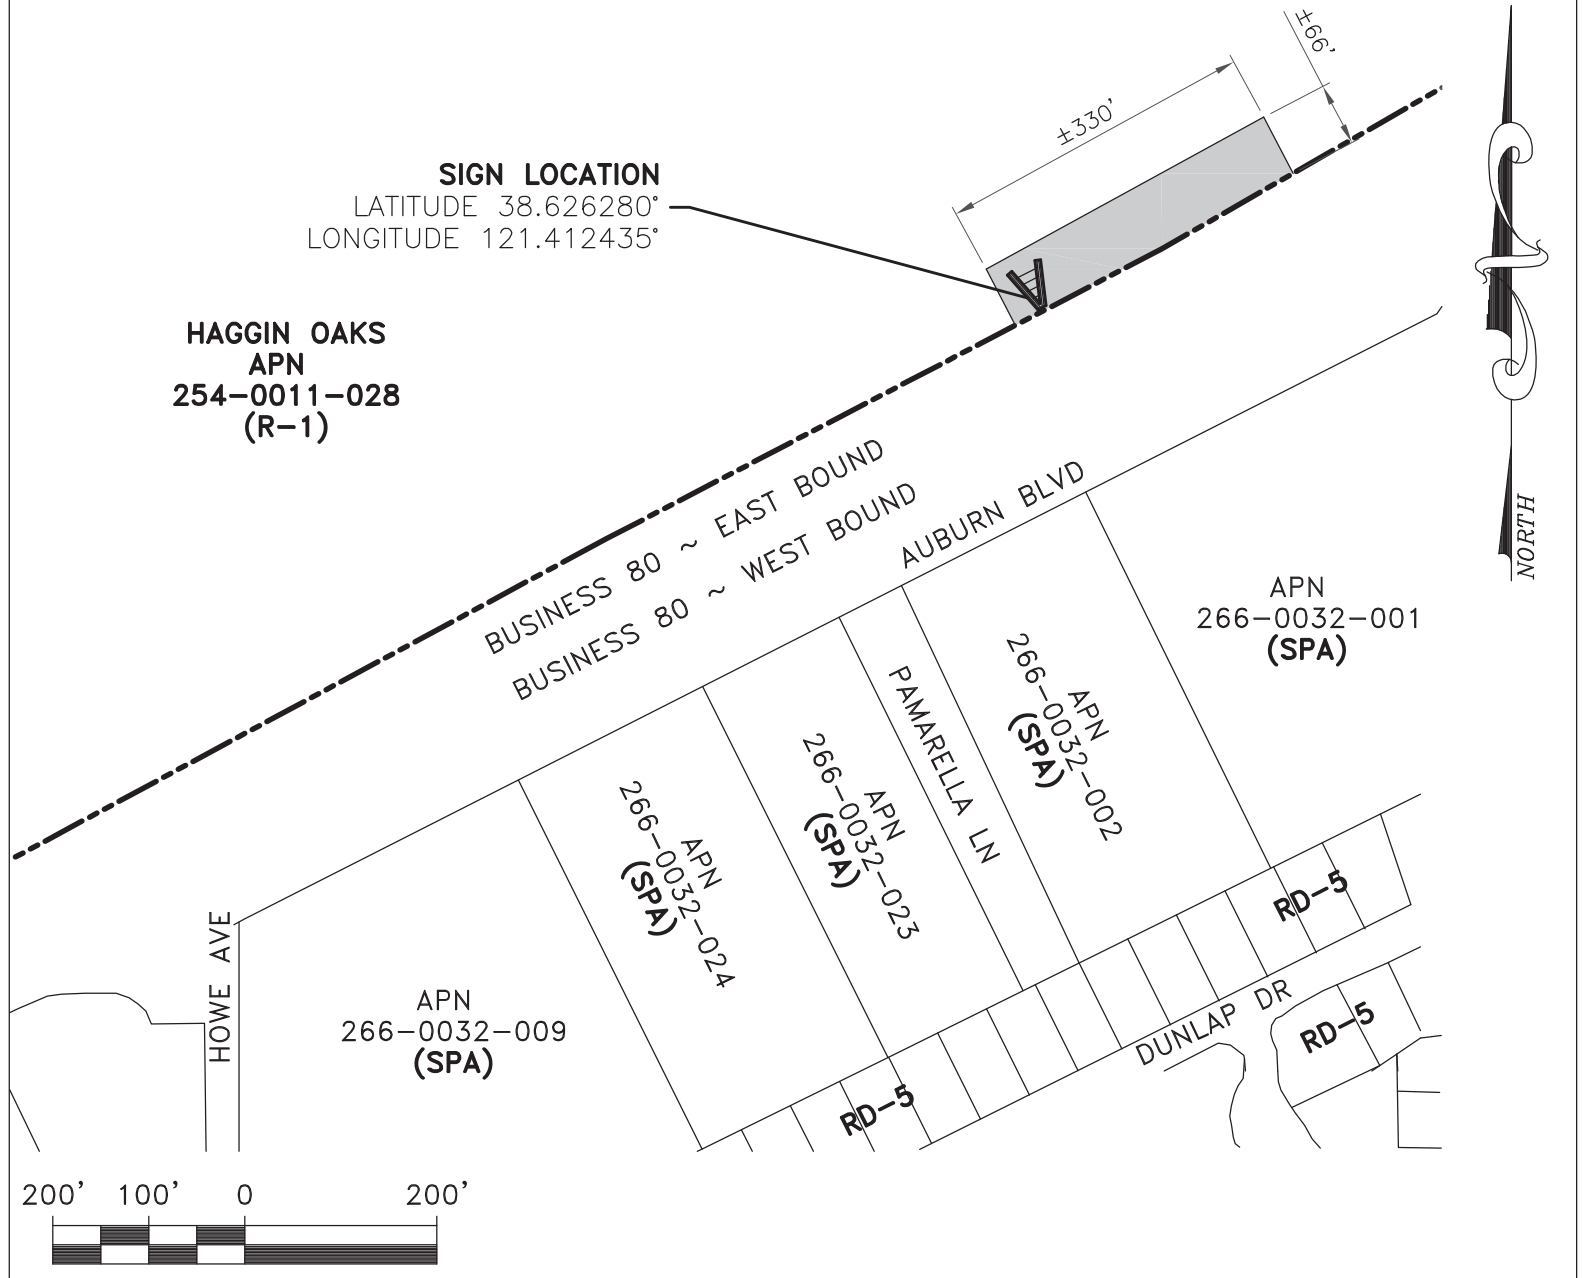 ±66'
±330'
SIGN LOCATION
LATITUDE 38.626280°
LONGITUDE 121.412435°
HAGGIN OAKS
APN
254-0011-028
(R-1)
BUSINESS 80 ~ EAST BOUND
BUSINESS 80 ~ WEST BOUND
AUBURN BLVD
NORTH
APN
266-0032-001
(SPA)
APN
266-0032-002
(SPA)
PAMARELLA LN
APN
266-0032-023
(SPA)
APN
266-0032-024
(SPA)
RD-5
HOWE AVE
APN
266-0032-009
(SPA)
DUNLAP DR
RD-5
RD-5
200' 100' 0 200'